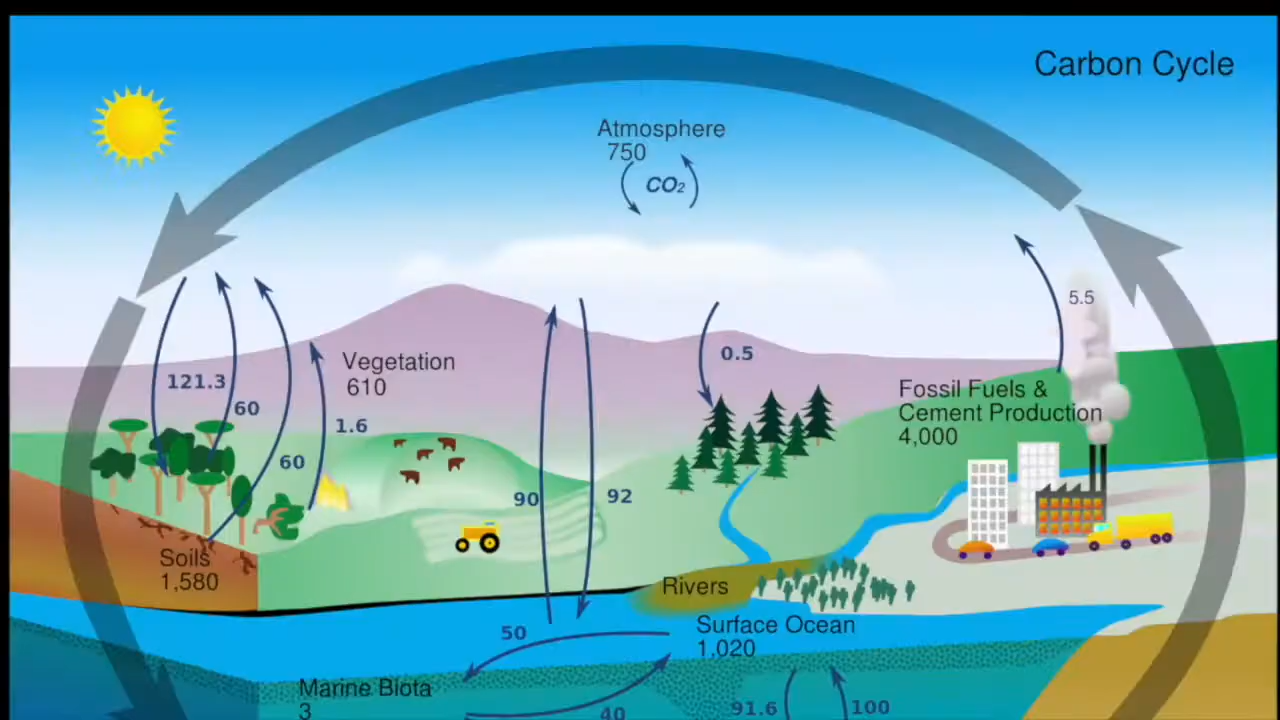 Carbon Cycle
Atmosphere
750
CO₂
5.5
121.3
60
Vegetation
610
1.6
60
0.5
Fossil Fuels &
Cement Production
4,000
90
92
Soils
1,580
Rivers
Surface Ocean
1,020
50
Marine Biota
3
40
91.6
100